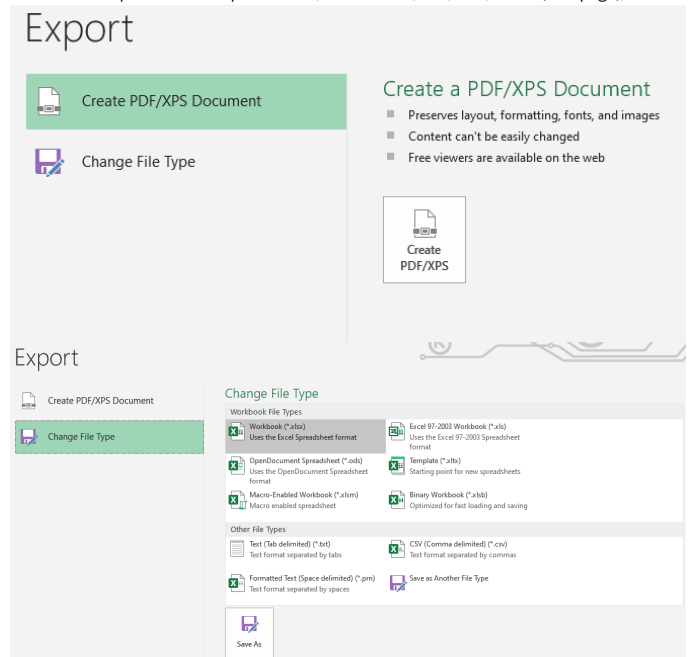 Export
Create PDF/XPS Document
Change File Type
Create a PDF/XPS Document
Preserves layout, formatting, fonts, and images
Content can't be easily changed
Free viewers are available on the web
Create
PDF/XPS
Export
Create PDF/XPS Document
Change File Type
Change File Type
Workbook File Types
Workbook (*.xlsx)
Uses the Excel Spreadsheet format
Excel 97-2003 Workbook (*.xls)
Uses the Excel 97-2003 Spreadsheet
format
OpenDocument Spreadsheet (*.ods)
Uses the OpenDocument Spreadsheet
format
Template (*.xltx)
Starting point for new spreadsheets
Macro-Enabled Workbook (*.xlsm)
Macro enabled spreadsheet
Binary Workbook (*.xlsb)
Optimized for fast loading and saving
Other File Types
Text (Tab delimited) (*.txt)
Text format separated by tabs
CSV (Comma delimited) (*.csv)
Text format separated by commas
Formatted Text (Space delimited) (*.prn)
Text format separated by spaces
Save as Another File Type
Save As